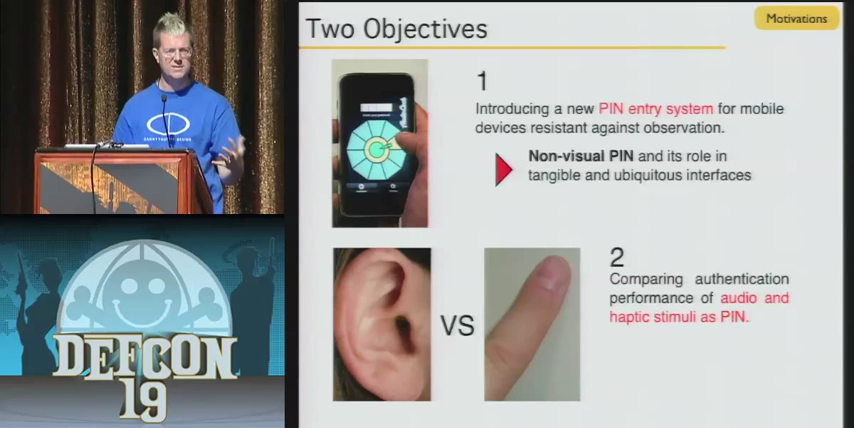 Two Objectives
Motivations
1
Introducing a new PIN entry system for mobile
devices resistant against observation.
Non-visual PIN and its role in
tangible and ubiquitous interfaces
VS
2
Comparing authentication
performance of audio and
haptic stimuli as PIN.
DEFCON
19